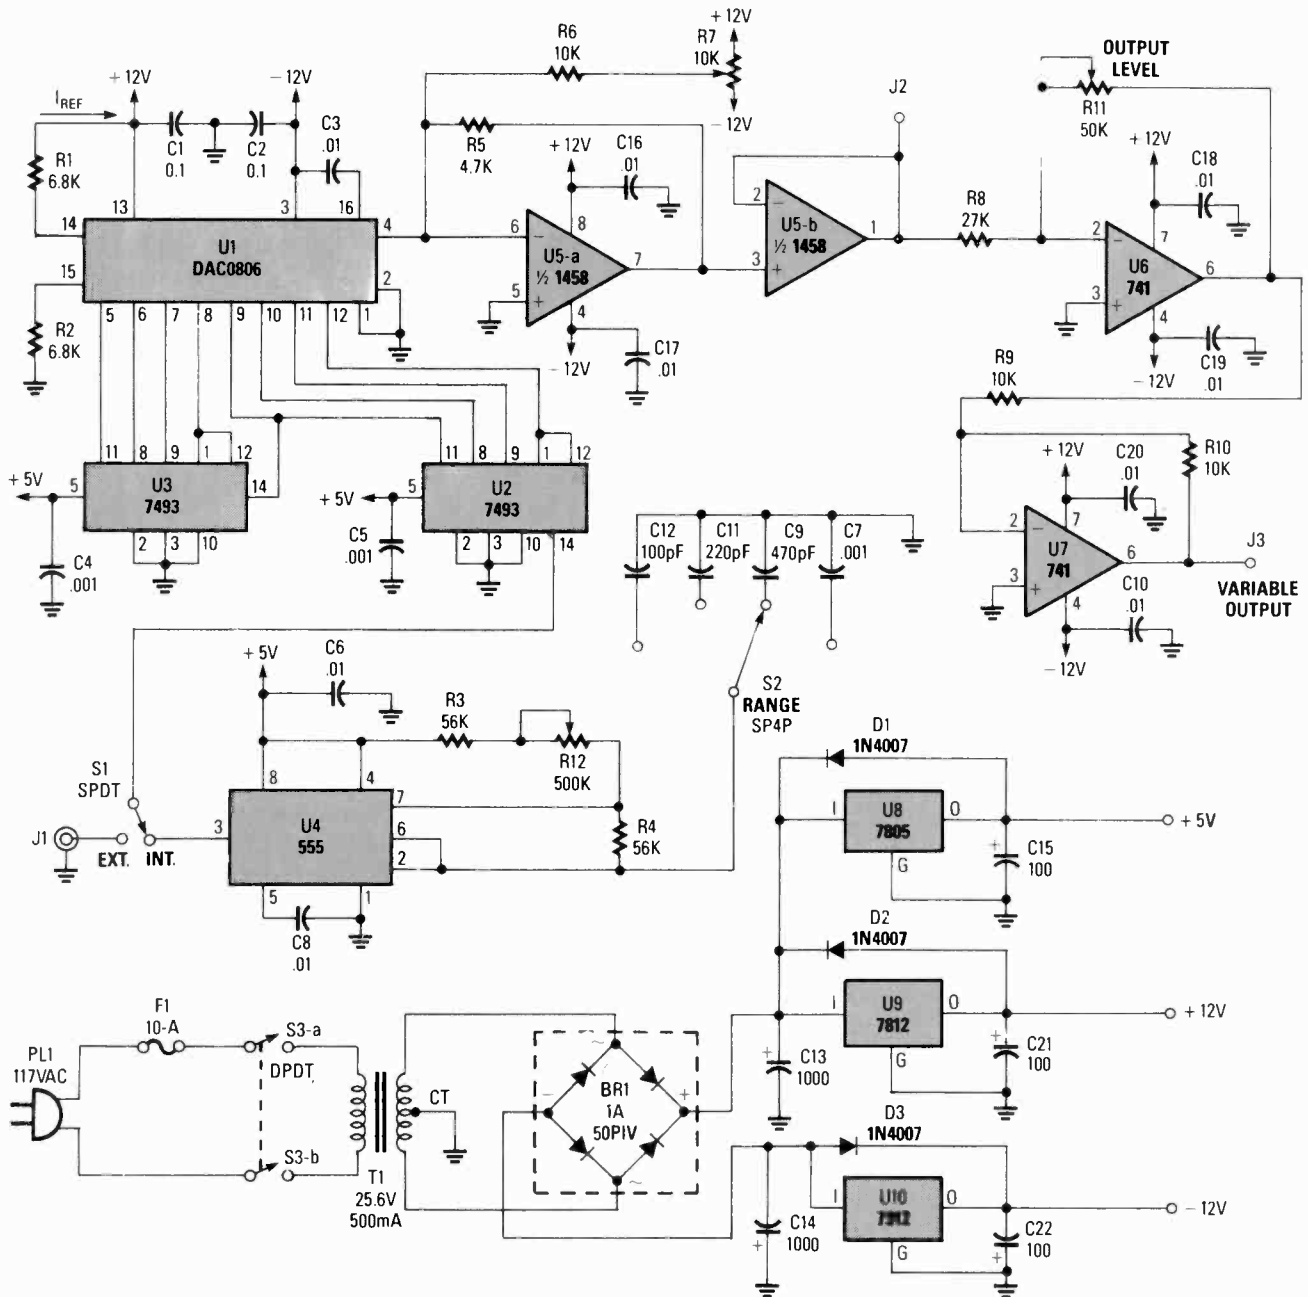 +12V
−12V
I REF
C1
0.1
C2
0.1
C3
.01
R1
6.8K
13
3
16
14
15
U1
DAC0806
4
2
5
6
7
8
9
10
11
12
1
R2
6.8K
R6
10K
R7
10K
+12V
−12V
R5
4.7K
+12V
C16
.01
6
−
5
+
8
U5-a
½ 1458
7
4
−12V
C17
.01
J2
2
−
3
+
U5-b
½ 1458
1
R8
27K
OUTPUT
LEVEL
R11
50K
+12V
C18
.01
2
−
7
U6
741
6
3
+
4
−12V
C19
.01
R9
10K
R10
10K
+12V
C20
.01
2
−
7
U7
741
6
3
+
4
−12V
C10
.01
J3
VARIABLE
OUTPUT
+5V
5
11
8
9
1
12
U3
7493
14
2
3
10
C4
.001
+5V
5
11
8
9
1
12
U2
7493
2
3
10
14
C5
.001
C12
100pF
C11
220pF
C9
470pF
C7
.001
S2
RANGE
SP4P
+5V
C6
.01
R3
56K
R12
500K
8
4
7
6
2
3
U4
555
5
1
R4
56K
C8
.01
S1
SPDT
J1
EXT.
INT.
D1
1N4007
I
U8
7805
O
G
+
C15
100
+5V
D2
1N4007
I
U9
7812
O
G
+
C13
1000
+
C21
100
+12V
D3
1N4007
I
U10
7912
O
G
C14
1000
+
C22
100
+
−12V
PL1
117VAC
F1
10-A
S3-a
DPDT
S3-b
T1
25.6V
500mA
CT
~
−
BR1
1A
50PIV
+
~